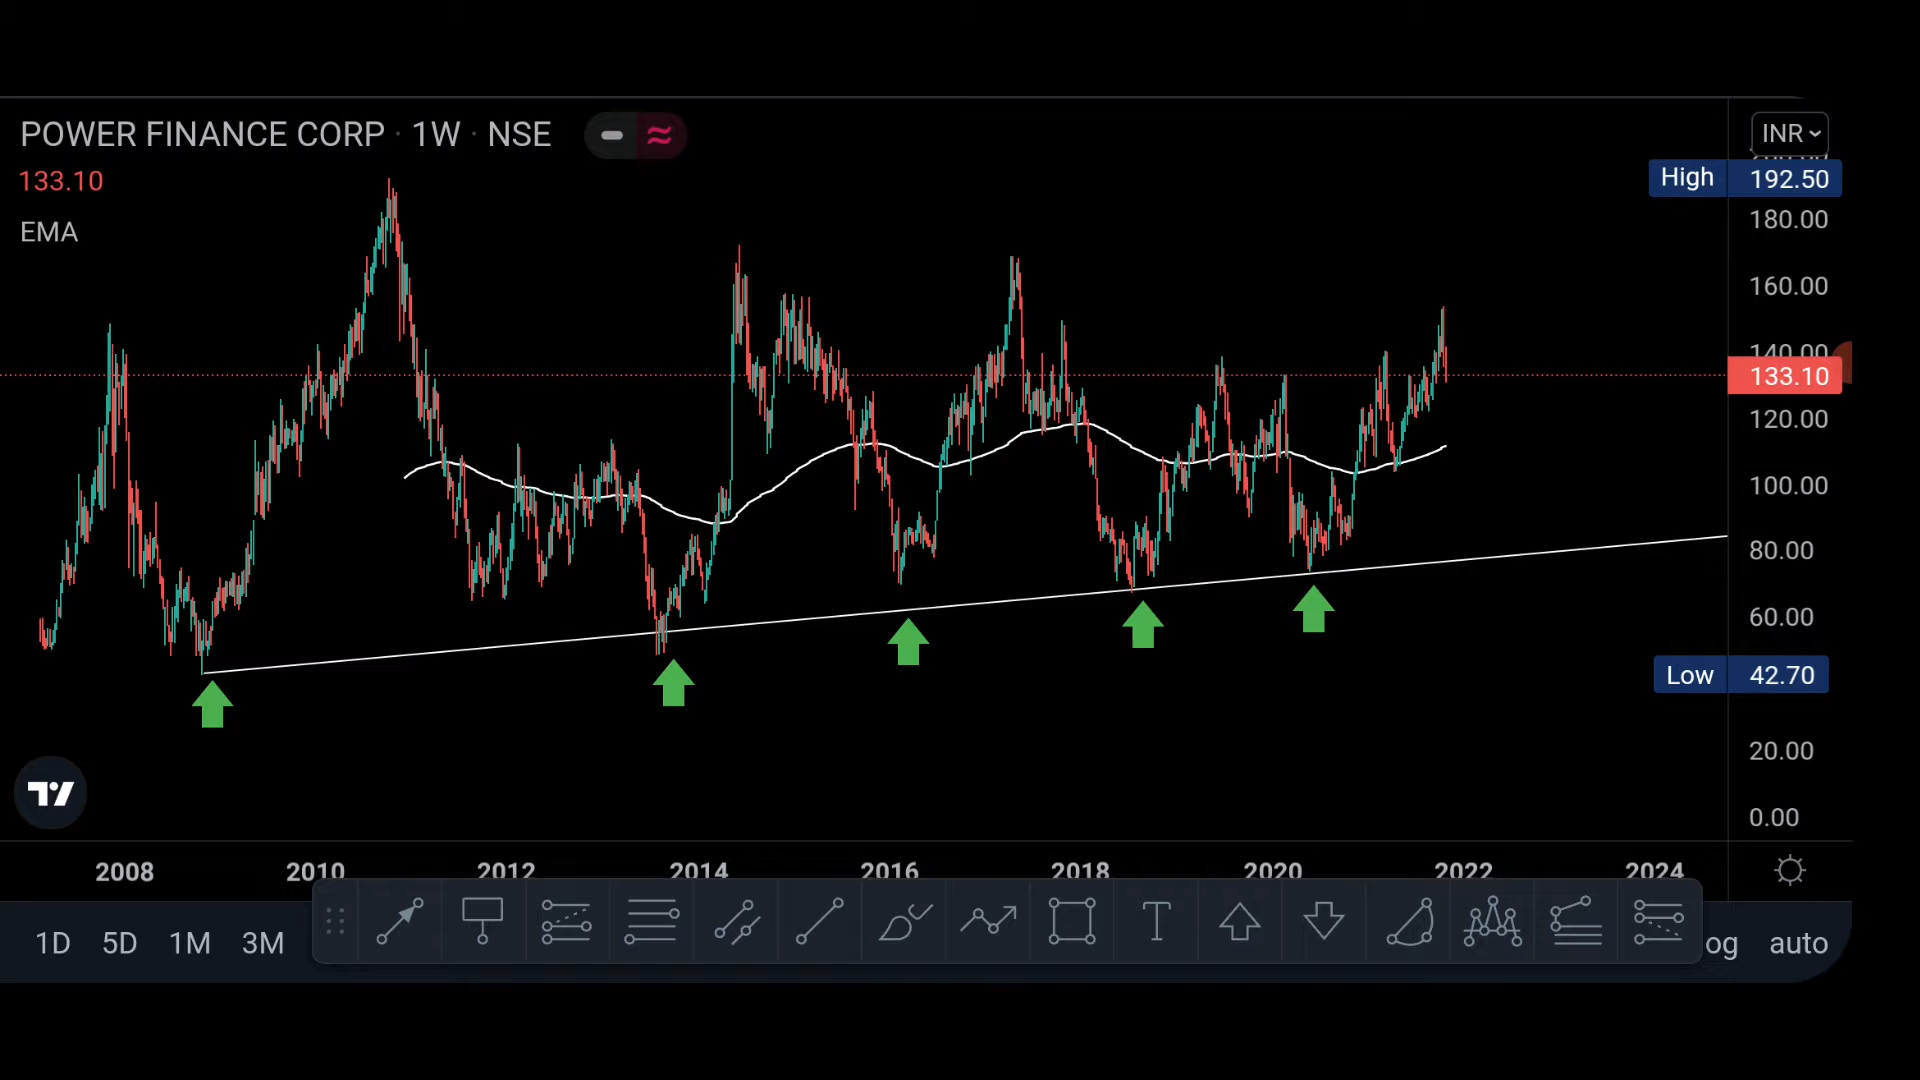 POWER FINANCE CORP · 1W · NSE
133.10
EMA
INR
High 192.50
180.00
160.00
140.00
133.10
120.00
100.00
80.00
60.00
Low 42.70
20.00
0.00
2008 2010 2012 2014 2016 2018 2020 2022 2024
1D 5D 1M 3M
T
og auto